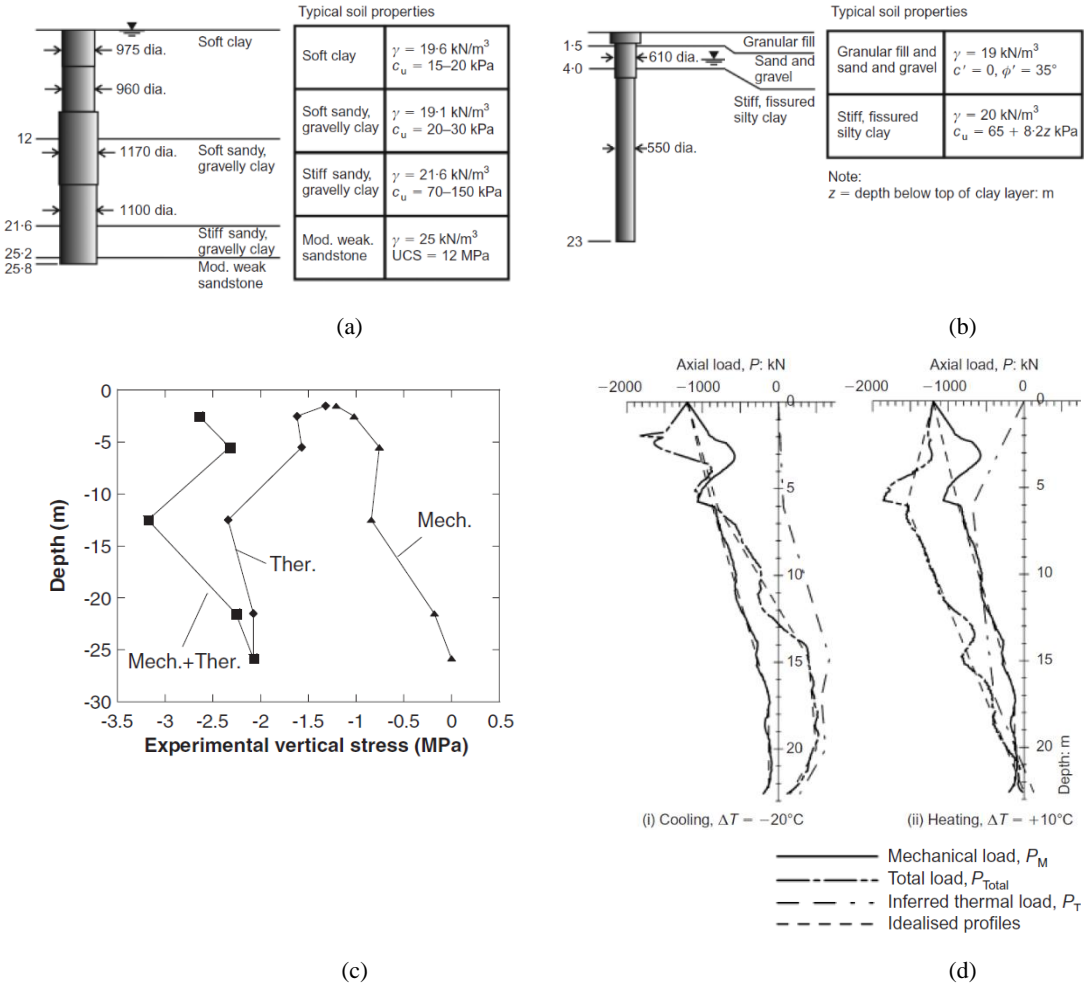 Typical soil properties
975 dia.
Soft clay
960 dia.
12
1170 dia.
Soft sandy,
gravelly clay
1100 dia.
21·6
Stiff sandy,
gravelly clay
25·2
25·8
Mod. weak
sandstone
Soft clay
γ = 19·6 kN/m³
cᵤ = 15–20 kPa
Soft sandy,
gravelly clay
γ = 19·1 kN/m³
cᵤ = 20–30 kPa
Stiff sandy,
gravelly clay
γ = 21·6 kN/m³
cᵤ = 70–150 kPa
Mod. weak.
sandstone
γ = 25 kN/m³
UCS = 12 MPa
(a)
Typical soil properties
1·5
Granular fill
610 dia.
Sand and
gravel
4·0
Stiff, fissured
silty clay
550 dia.
23
Granular fill and
sand and gravel
γ = 19 kN/m³
c′ = 0, ϕ′ = 35°
Stiff, fissured
silty clay
γ = 20 kN/m³
cᵤ = 65 + 8·2z kPa
Note:
z = depth below top of clay layer: m
(b)
0
-5
-10
-15
-20
-25
-30
Depth (m)
Mech.
Ther.
Mech.+Ther.
-3.5 -3 -2.5 -2 -1.5 -1 -0.5 0 0.5
Experimental vertical stress (MPa)
(c)
Axial load, P: kN
−2000 −1000 0
0
5
10
15
20
(i) Cooling, ΔT = −20°C
Axial load, P: kN
−2000 −1000 0
0
5
10
15
20
Depth: m
(ii) Heating, ΔT = +10°C
Mechanical load, P_M
Total load, P_Total
Inferred thermal load, P_T
Idealised profiles
(d)